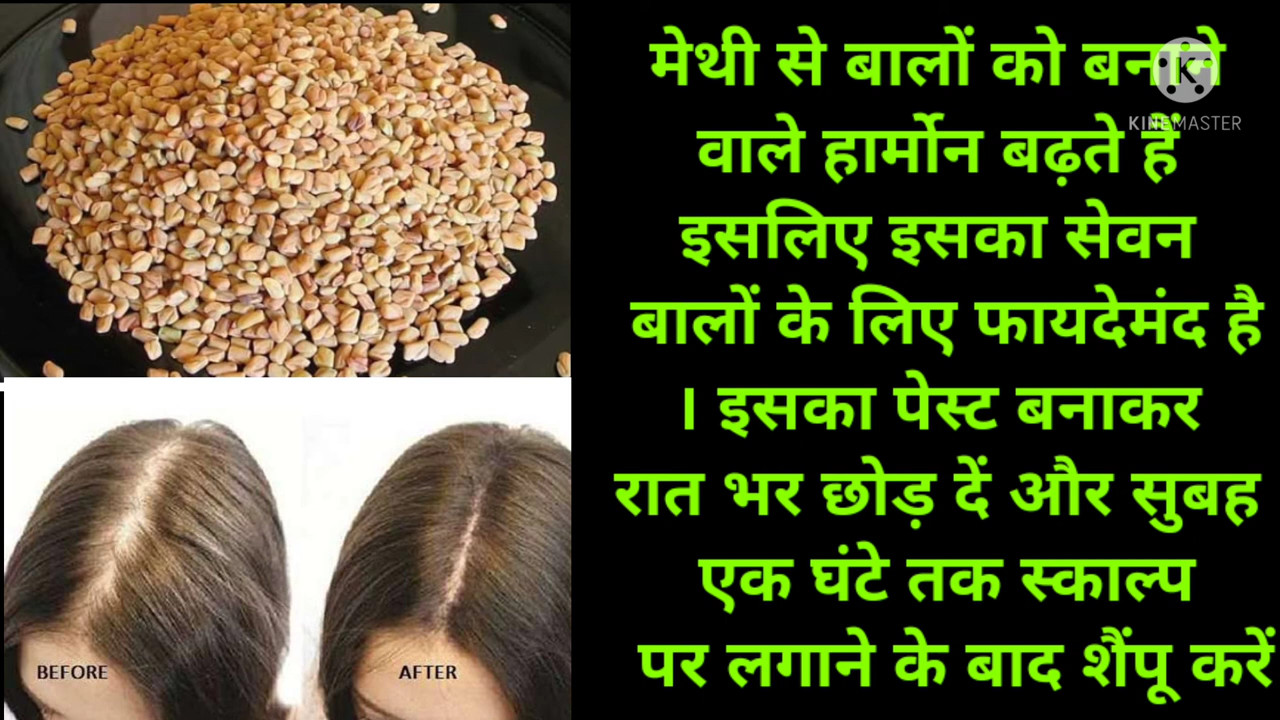 मेथी से बालों को बनाने
वाले हार्मोन बढ़ते है
इसलिए इसका सेवन
बालों के लिए फायदेमंद है
। इसका पेस्ट बनाकर
रात भर छोड़ दें और सुबह
एक घंटे तक स्काल्प
पर लगाने के बाद शैंपू करें
K
KINEMASTER
BEFORE
AFTER